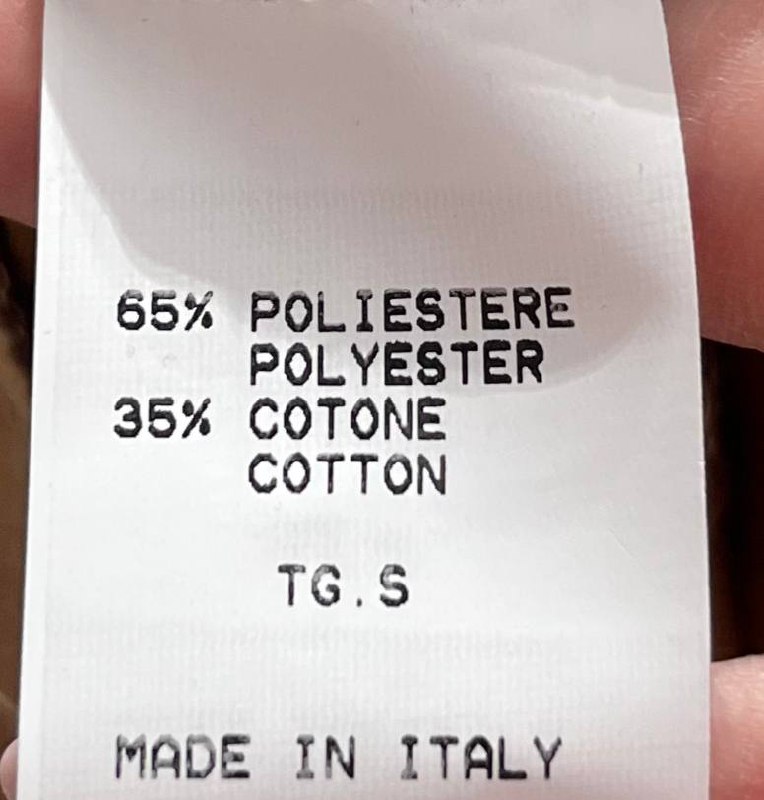 65% POLIESTERE
POLYESTER
35% COTONE
COTTON
TG.S
MADE IN ITALY